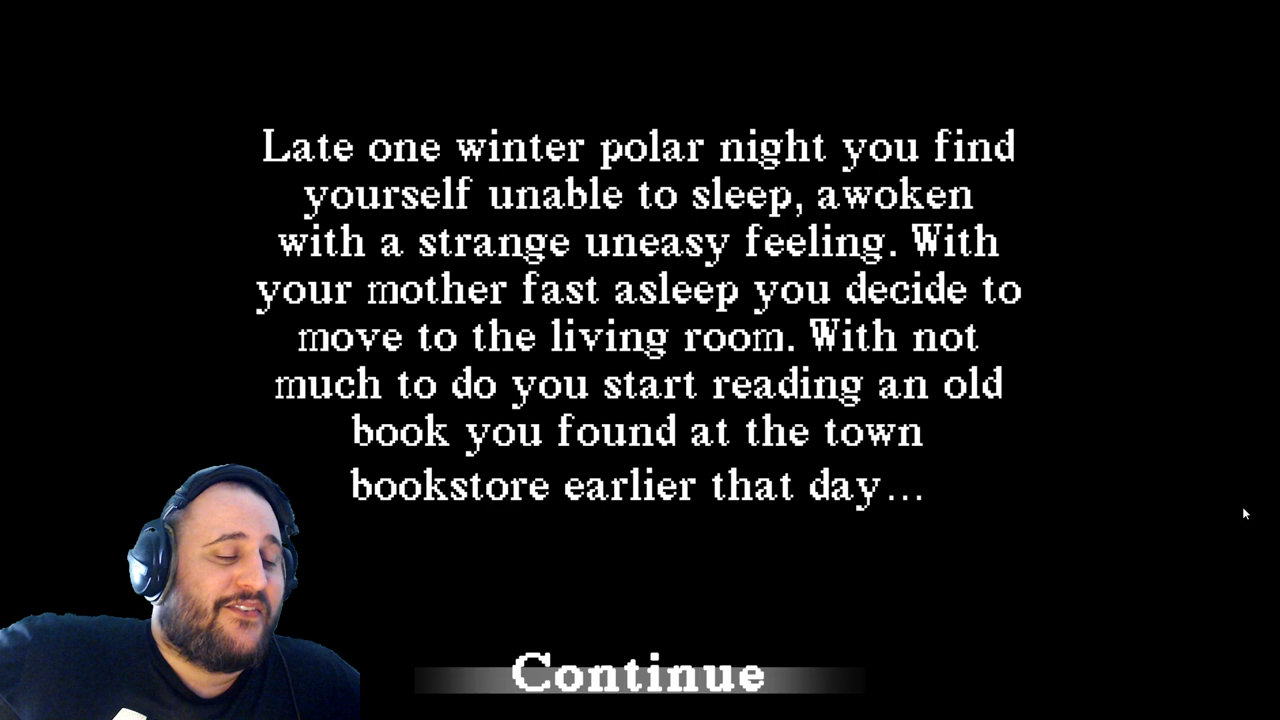 Late one winter polar night you find
yourself unable to sleep, awoken
with a strange uneasy feeling. With
your mother fast asleep you decide to
move to the living room. With not
much to do you start reading an old
book you found at the town
bookstore earlier that day...
Continue